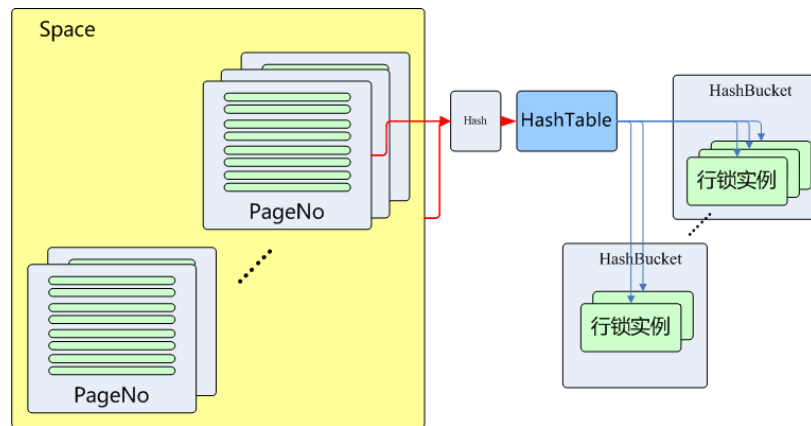 Space
PageNo
PageNo
Hash
HashTable
HashBucket
行锁实例
HashBucket
行锁实例